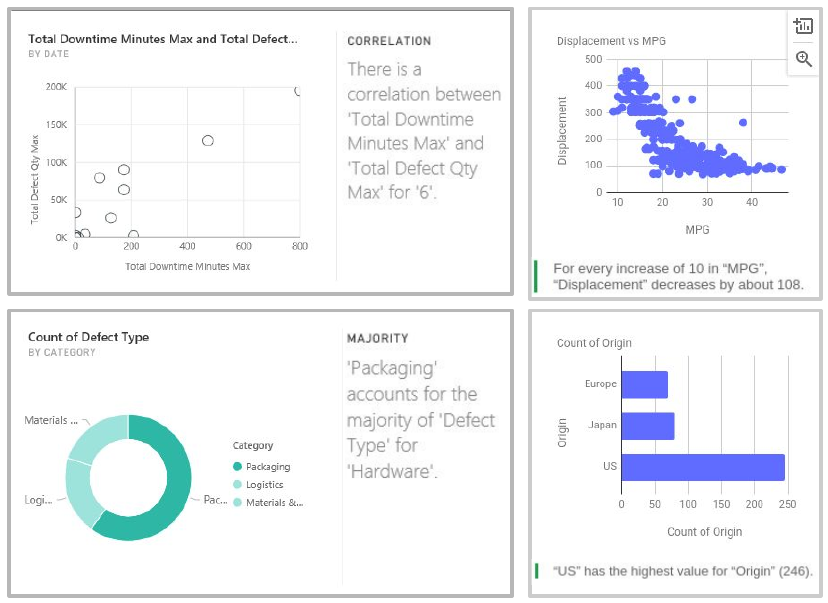 Total Downtime Minutes Max and Total Defect...
BY DATE
200K
150K
100K
50K
0K
0
200
400
600
800
Total Defect Qty Max
Total Downtime Minutes Max
CORRELATION
There is a
correlation between
'Total Downtime
Minutes Max' and
'Total Defect Qty
Max' for '6'.
Displacement vs MPG
500
400
300
200
100
0
10
20
30
40
Displacement
MPG
For every increase of 10 in “MPG”,
“Displacement” decreases by about 108.
Count of Defect Type
BY CATEGORY
Materials ...
Logi...
Pac...
Category
Packaging
Logistics
Materials &...
MAJORITY
'Packaging'
accounts for the
majority of 'Defect
Type' for
'Hardware'.
Count of Origin
Europe
Japan
US
Origin
0
50
100
150
200
250
Count of Origin
“US” has the highest value for “Origin” (246).